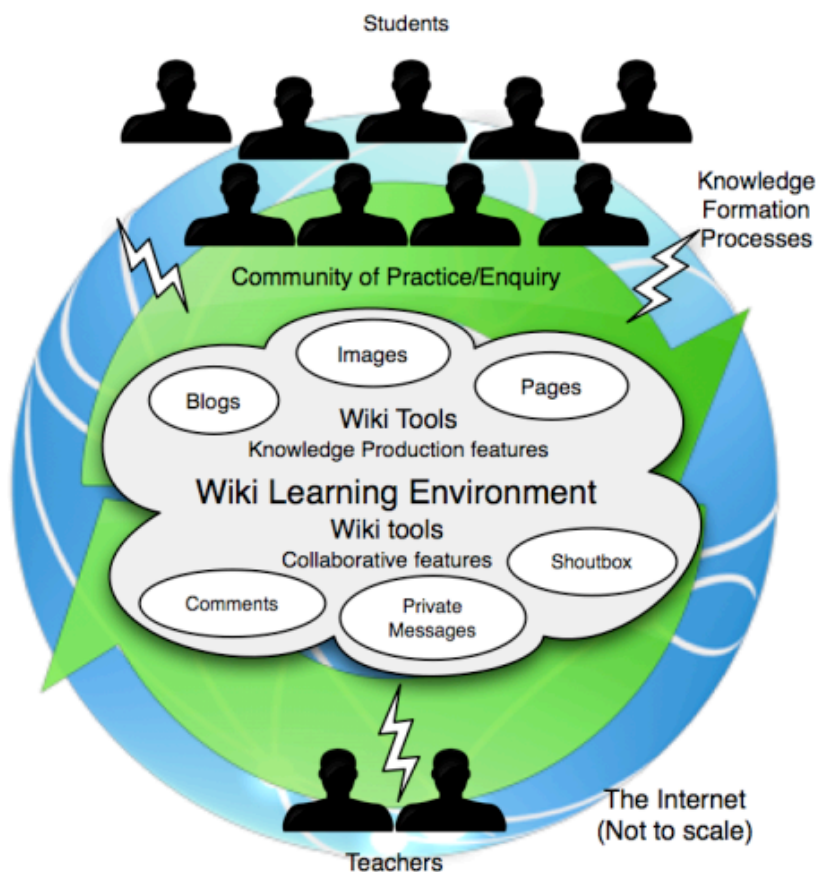 Students
Knowledge
Formation
Processes
Community of Practice/Enquiry
Images
Blogs
Pages
Wiki Tools
Knowledge Production features
Wiki Learning Environment
Wiki tools
Collaborative features
Shoutbox
Comments
Private
Messages
The Internet
(Not to scale)
Teachers